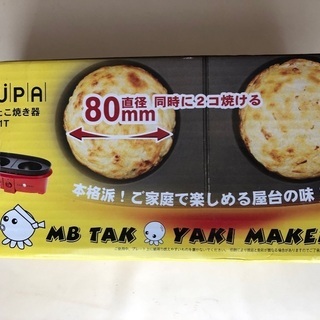 UPA
たこ焼き器
1T
直径
80mm
同時に2コ焼ける
本格派！ご家庭で楽しめる屋台の味
MB TAK YAKI MAKE